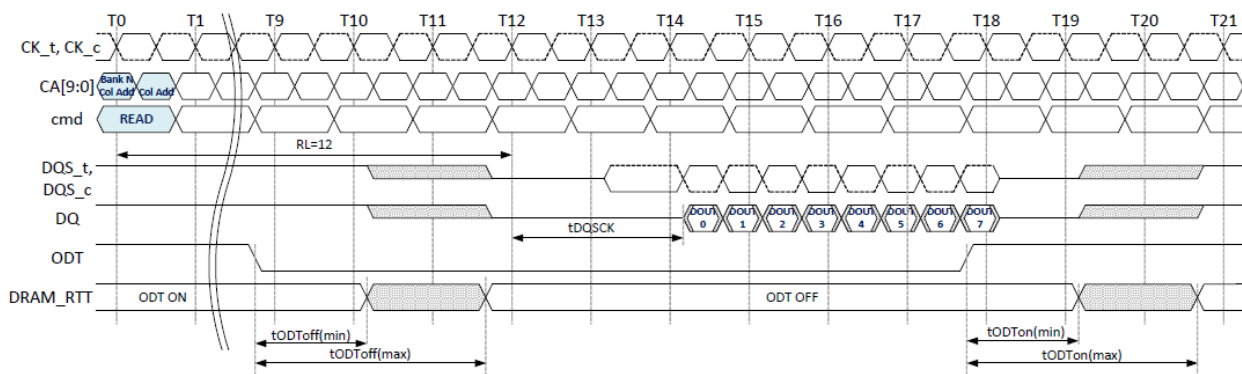 T0 T1 T9 T10 T11 T12 T13 T14 T15 T16 T17 T18 T19 T20 T21
CK_t, CK_c
CA[9:0] Bank N Col Add Col Add
cmd READ
RL=12
DQS_t,
DQS_c
DQ DOUT 0 DOUT 1 DOUT 2 DOUT 3 DOUT 4 DOUT 5 DOUT 6 DOUT 7
tDQSCK
ODT
DRAM_RTT ODT ON ODT OFF
tODToff(min) tODTon(min)
tODToff(max) tODTon(max)